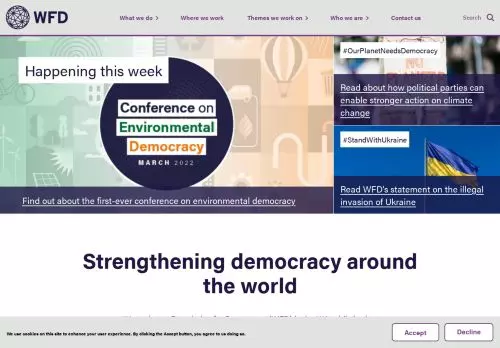 WFD
What we do
Where we work
Themes we work on
Who we are
Contact us
Search
Happening this week
Conference on
Environmental
Democracy
MARCH 2022
Find out about the first-ever conference on environmental democracy
#OurPlanetNeedsDemocracy
Read about how political parties can
enable stronger action on climate
change
#StandWithUkraine
Read WFD's statement on the illegal
invasion of Ukraine
Strengthening democracy around
the world
We use cookies on this site to enhance your user experience. By clicking the Accept button, you agree to us doing so.
Accept
Decline